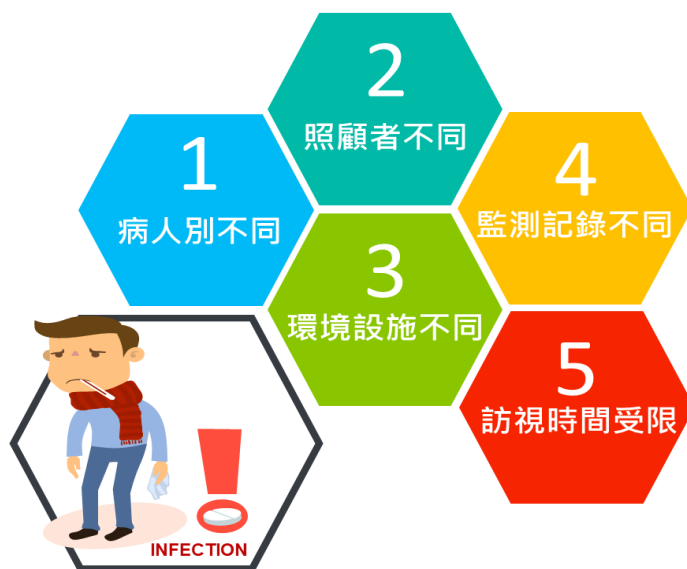 1
病人別不同
2
照顧者不同
3
環境設施不同
4
監測記錄不同
5
訪視時間受限
INFECTION